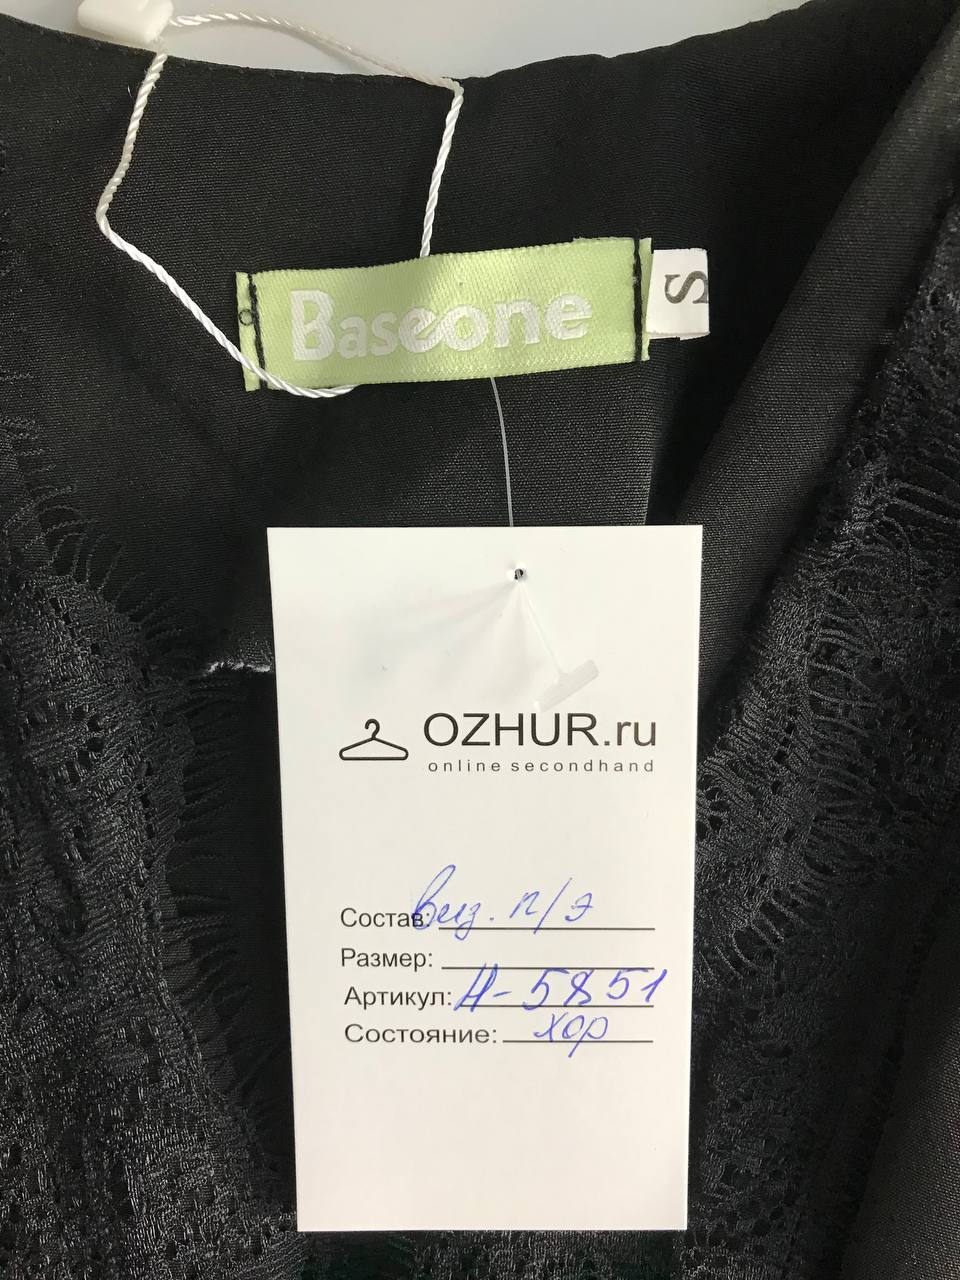 Baseone
S
OZHUR.ru
online secondhand
Состав: виз. п/э
Размер:
Артикул: Н-5851
Состояние: хор